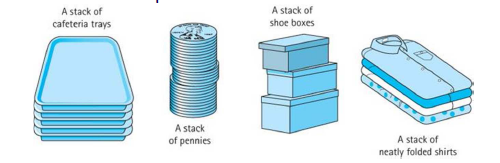 A stack of
cafeteria trays
A stack
of pennies
A stack of
shoe boxes
A stack of
neatly folded shirts